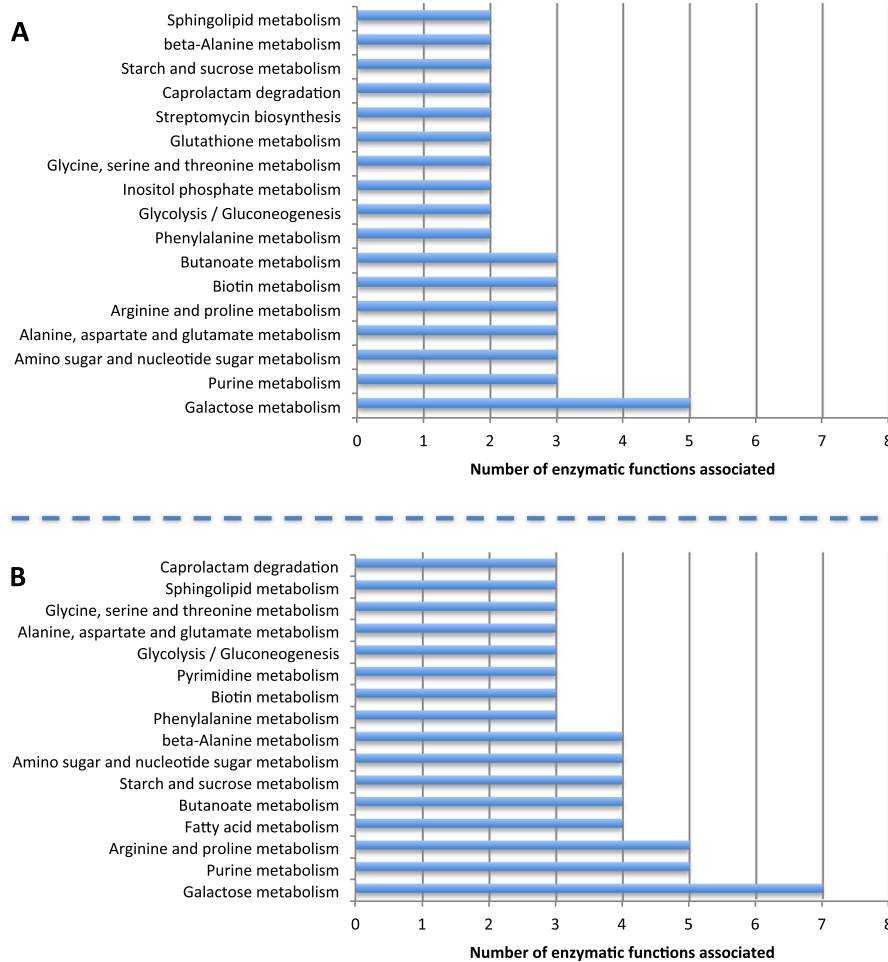 A
Sphingolipid metabolism
beta-Alanine metabolism
Starch and sucrose metabolism
Caprolactam degradation
Streptomycin biosynthesis
Glutathione metabolism
Glycine, serine and threonine metabolism
Inositol phosphate metabolism
Glycolysis / Gluconeogenesis
Phenylalanine metabolism
Butanoate metabolism
Biotin metabolism
Arginine and proline metabolism
Alanine, aspartate and glutamate metabolism
Amino sugar and nucleotide sugar metabolism
Purine metabolism
Galactose metabolism
0 1 2 3 4 5 6 7 8
Number of enzymatic functions associated
B
Caprolactam degradation
Sphingolipid metabolism
Glycine, serine and threonine metabolism
Alanine, aspartate and glutamate metabolism
Glycolysis / Gluconeogenesis
Pyrimidine metabolism
Biotin metabolism
Phenylalanine metabolism
beta-Alanine metabolism
Amino sugar and nucleotide sugar metabolism
Starch and sucrose metabolism
Butanoate metabolism
Fatty acid metabolism
Arginine and proline metabolism
Purine metabolism
Galactose metabolism
0 1 2 3 4 5 6 7 8
Number of enzymatic functions associated